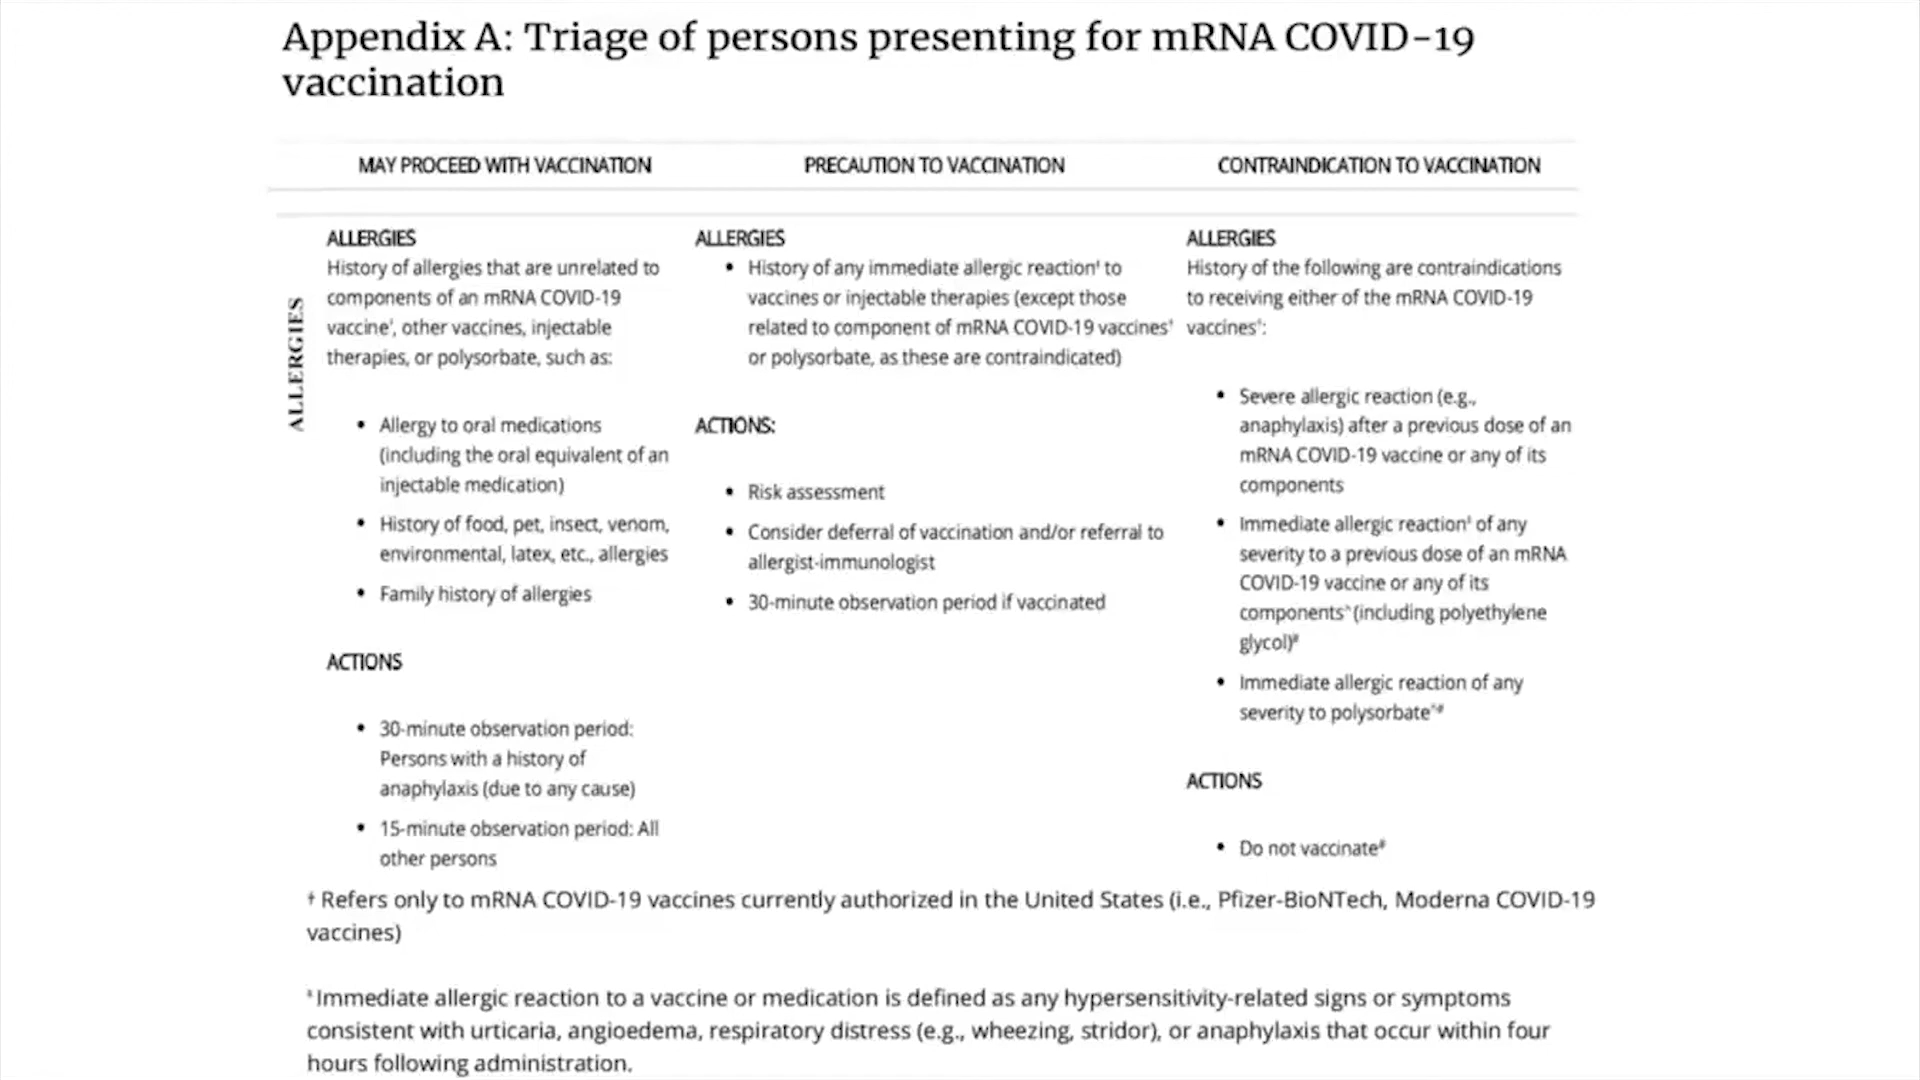 Appendix A: Triage of persons presenting for mRNA COVID-19
vaccination
MAY PROCEED WITH VACCINATION
PRECAUTION TO VACCINATION
CONTRAINDICATION TO VACCINATION
ALLERGIES
ALLERGIES
History of allergies that are unrelated to
components of an mRNA COVID-19
vaccine†, other vaccines, injectable
therapies, or polysorbate, such as:
• Allergy to oral medications
(including the oral equivalent of an
injectable medication)
• History of food, pet, insect, venom,
environmental, latex, etc., allergies
• Family history of allergies
ACTIONS
• 30-minute observation period:
Persons with a history of
anaphylaxis (due to any cause)
• 15-minute observation period: All
other persons
ALLERGIES
• History of any immediate allergic reaction‡ to
vaccines or injectable therapies (except those
related to component of mRNA COVID-19 vaccines†
or polysorbate, as these are contraindicated)
ACTIONS:
• Risk assessment
• Consider deferral of vaccination and/or referral to
allergist-immunologist
• 30-minute observation period if vaccinated
ALLERGIES
History of the following are contraindications
to receiving either of the mRNA COVID-19
vaccines†:
• Severe allergic reaction (e.g.,
anaphylaxis) after a previous dose of an
mRNA COVID-19 vaccine or any of its
components
• Immediate allergic reaction‡ of any
severity to a previous dose of an mRNA
COVID-19 vaccine or any of its
components^ (including polyethylene
glycol)#
• Immediate allergic reaction of any
severity to polysorbate^#
ACTIONS
• Do not vaccinate#
† Refers only to mRNA COVID-19 vaccines currently authorized in the United States (i.e., Pfizer-BioNTech, Moderna COVID-19
vaccines)
‡ Immediate allergic reaction to a vaccine or medication is defined as any hypersensitivity-related signs or symptoms
consistent with urticaria, angioedema, respiratory distress (e.g., wheezing, stridor), or anaphylaxis that occur within four
hours following administration.